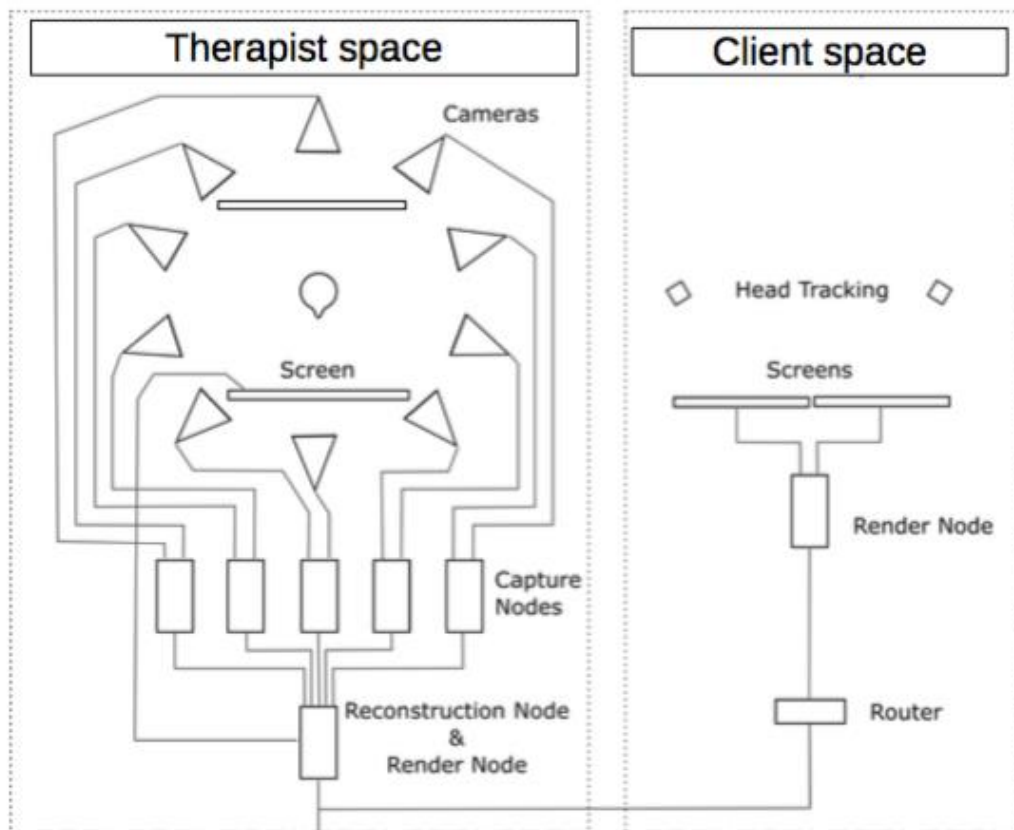 Therapist space
Client space
Cameras
Head Tracking
Screen
Screens
Render Node
Capture
Nodes
Reconstruction Node
&
Render Node
Router